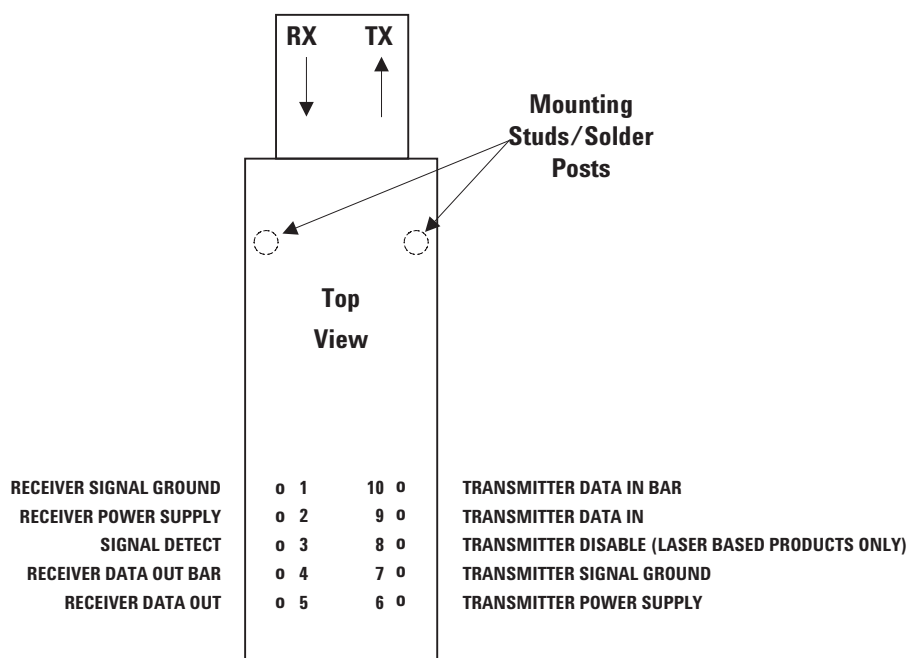 RX TX
Mounting
Studs/Solder
Posts
Top
View
RECEIVER SIGNAL GROUND o 1 10 o TRANSMITTER DATA IN BAR
RECEIVER POWER SUPPLY o 2 9 o TRANSMITTER DATA IN
SIGNAL DETECT o 3 8 o TRANSMITTER DISABLE (LASER BASED PRODUCTS ONLY)
RECEIVER DATA OUT BAR o 4 7 o TRANSMITTER SIGNAL GROUND
RECEIVER DATA OUT o 5 6 o TRANSMITTER POWER SUPPLY